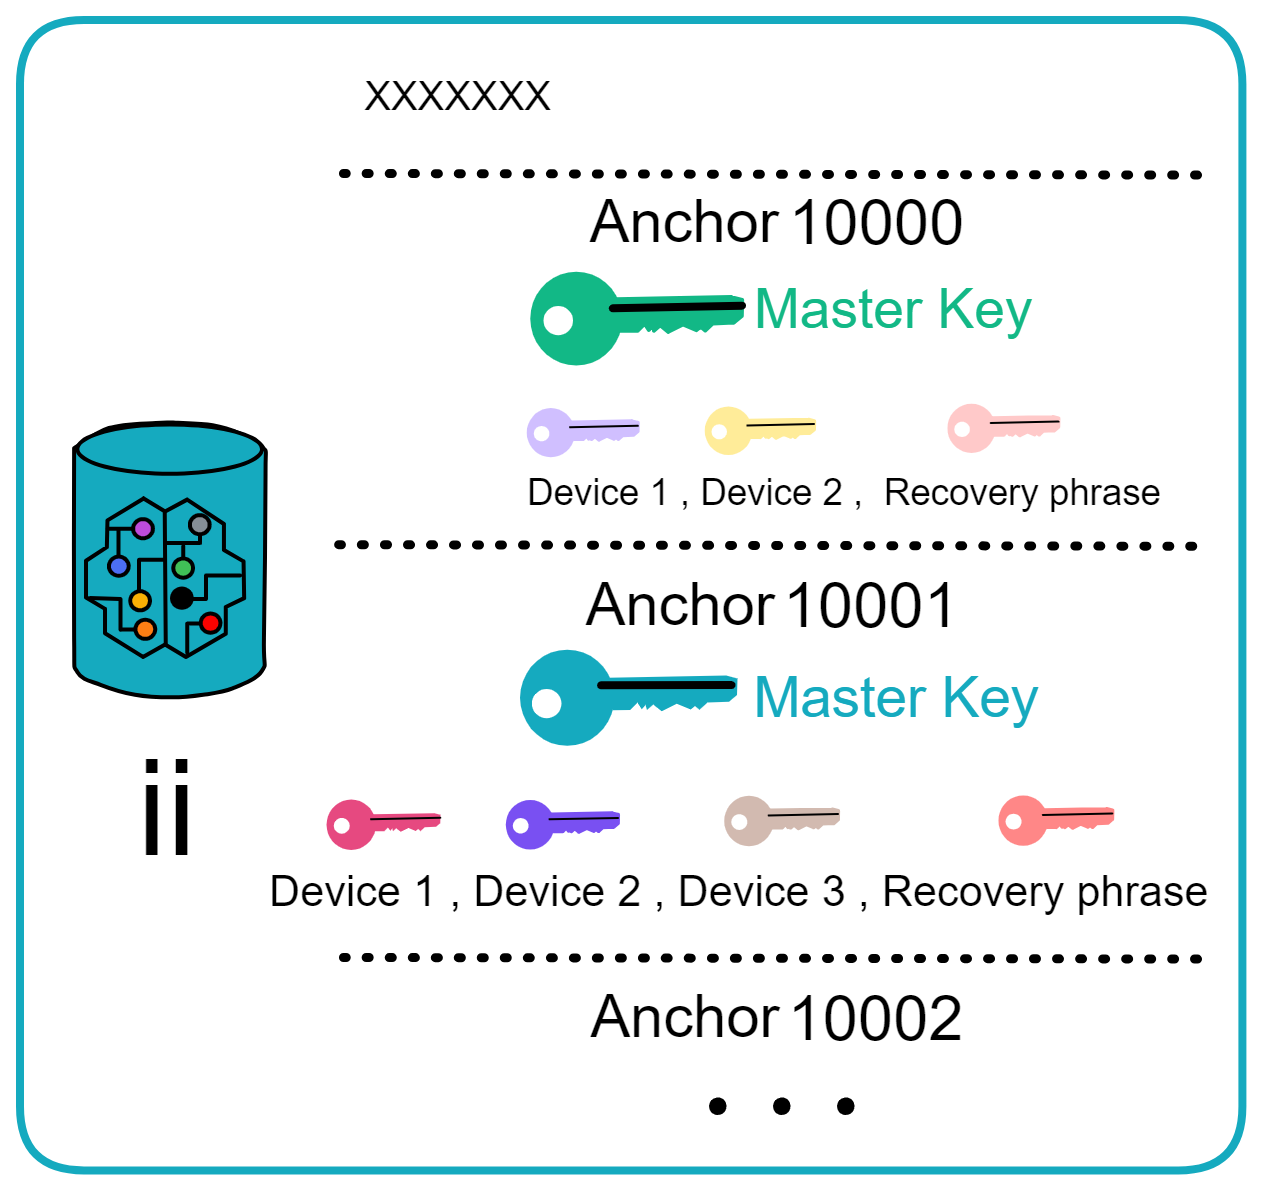 XXXXXXX
Anchor 10000
Master Key
Device 1 , Device 2 , Recovery phrase
Anchor 10001
Master Key
ii
Device 1 , Device 2 , Device 3 , Recovery phrase
Anchor 10002
. . .